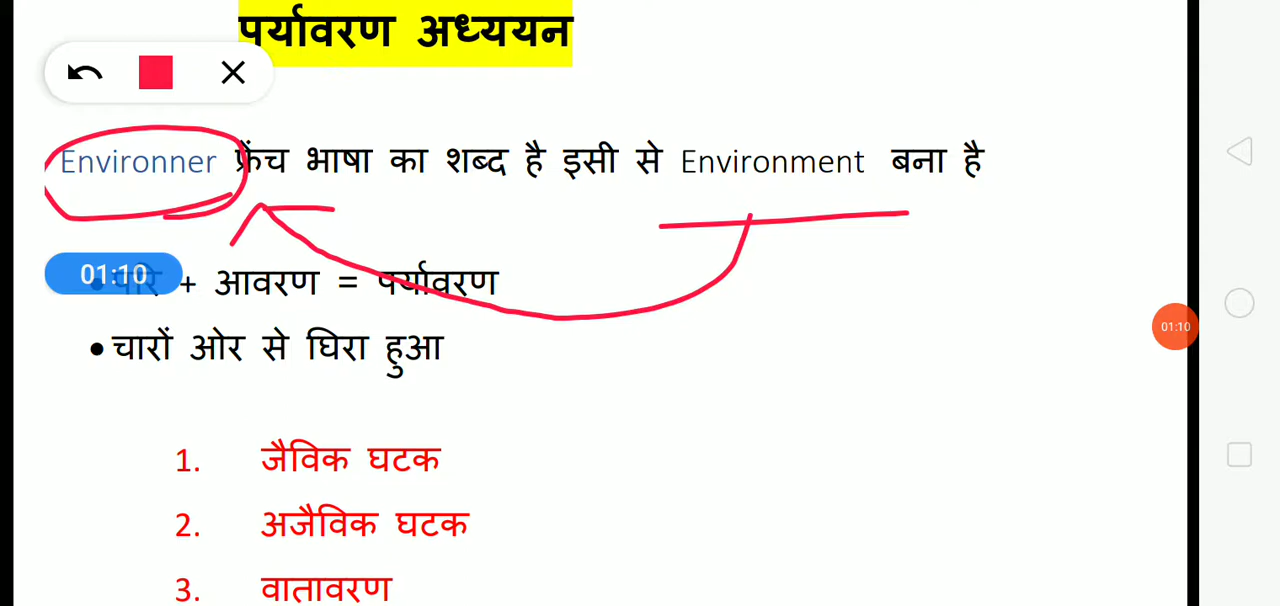 पर्यावरण अध्ययन
Environner फ्रेंच भाषा का शब्द है इसी से Environment बना है
01:10
• परि + आवरण = पर्यावरण
01:10
• चारों ओर से घिरा हुआ
1. जैविक घटक
2. अजैविक घटक
3. वातावरण